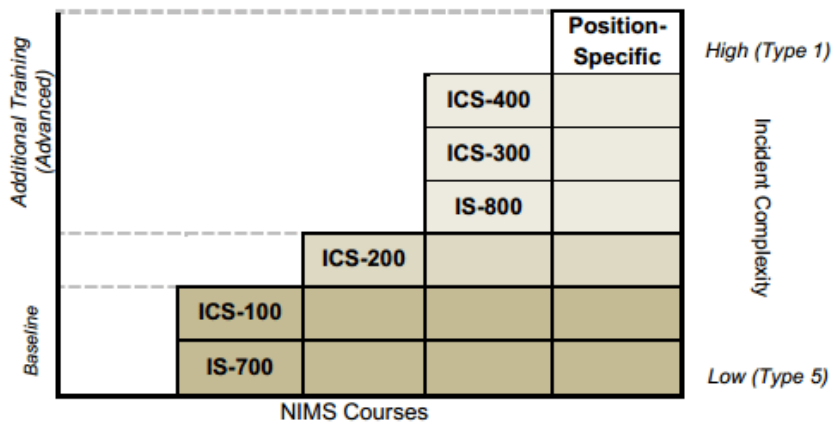 Position-
Specific
High (Type 1)
Additional Training
(Advanced)
ICS-400
ICS-300
IS-800
Incident Complexity
ICS-200
ICS-100
Baseline
IS-700
Low (Type 5)
NIMS Courses